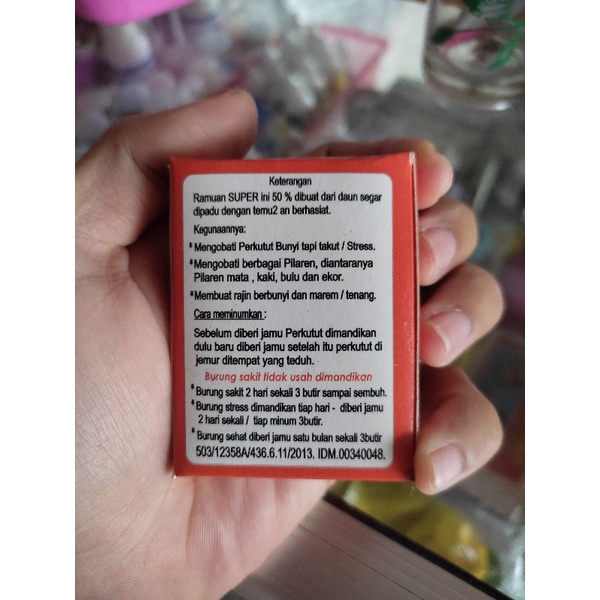 Keterangan
Ramuan SUPER ini 50 % dibuat dari daun segar
dipadu dengan temu2 an berhasiat.
Kegunaannya:
* Mengobati Perkutut Bunyi tapi takut / Stress.
* Mengobati berbagai Pilaren, diantaranya
Pilaren mata , kaki, bulu dan ekor.
* Membuat rajin berbunyi dan marem / tenang.
Cara meminumkan :
Sebelum diberi jamu Perkutut dimandikan
dulu baru diberi jamu setelah itu perkutut di
jemur ditempat yang teduh.
Burung sakit tidak usah dimandikan
* Burung sakit 2 hari sekali 3 butir sampai sembuh.
* Burung stress dimandikan tiap hari - diberi jamu
2 hari sekali / tiap minum 3butir.
* Burung sehat diberi jamu satu bulan sekali 3butir
503/12358A/436.6.11/2013. IDM.00340048.